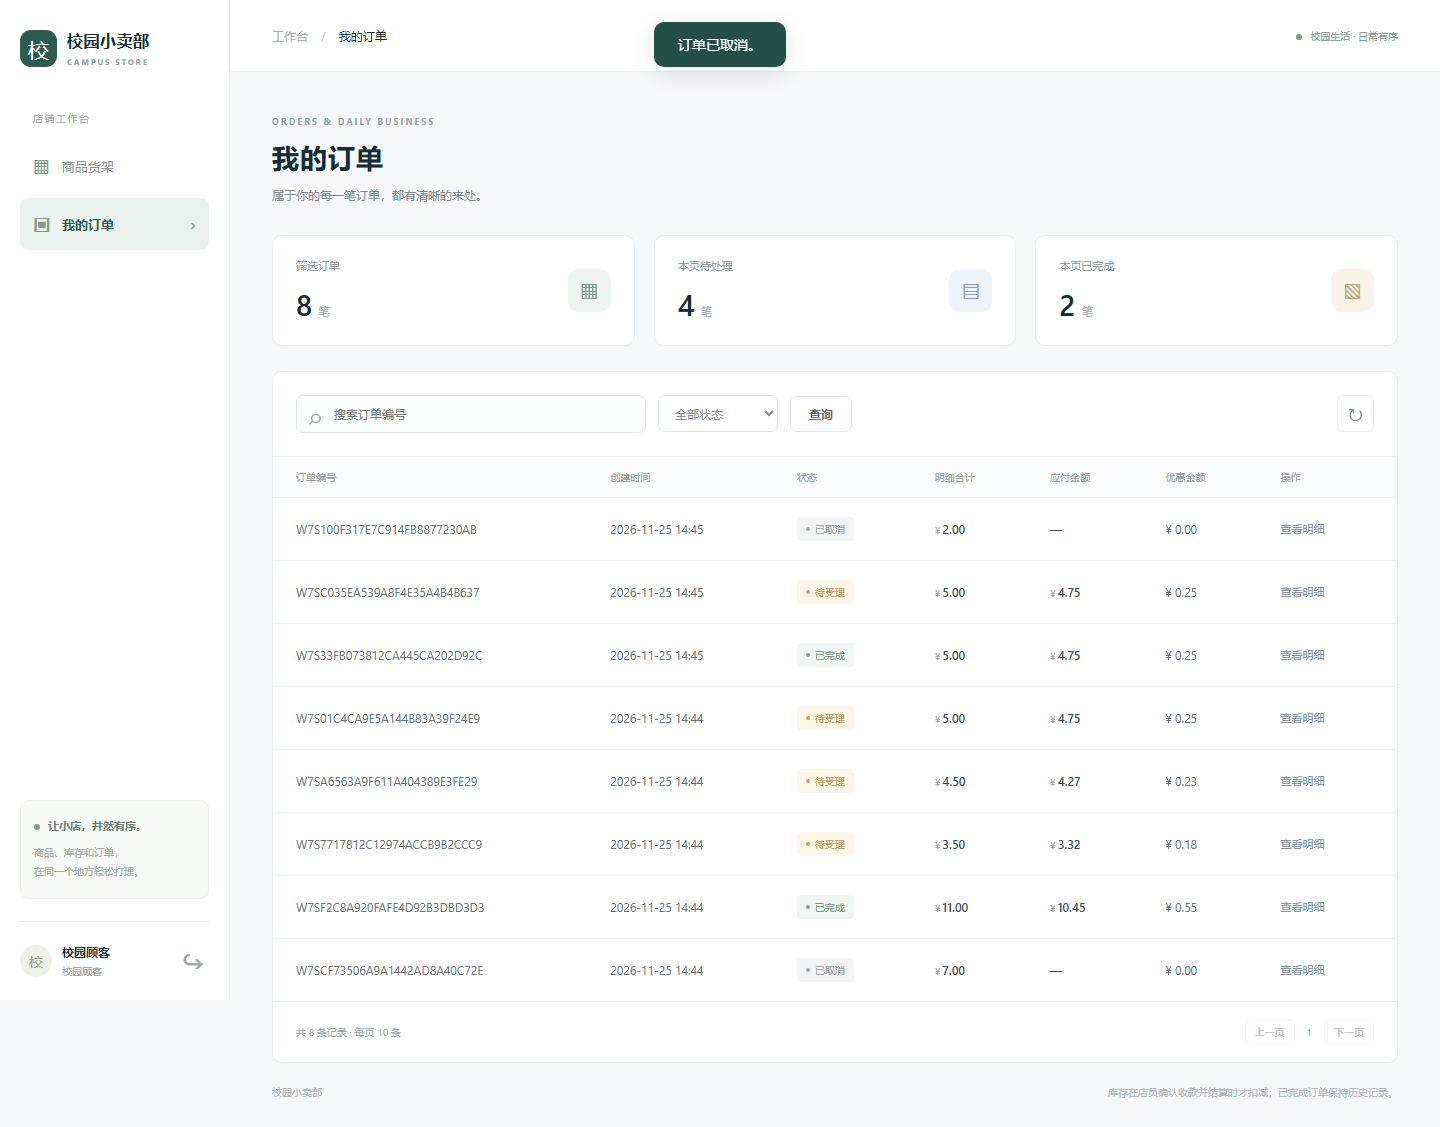 校 校园小卖部
CAMPUS STORE
店铺工作台
商品货架
我的订单 ›
让小店，井然有序。
商品、库存和订单，
在同一个地方轻松打理。
校 校园顾客
校园顾客
工作台 / 我的订单
订单已取消。
校园生活 · 日常有序
ORDERS & DAILY BUSINESS
我的订单
属于你的每一笔订单，都有清晰的来处。
筛选订单
8 笔
本页待处理
4 笔
本页已完成
2 笔
搜索订单编号 全部状态 查询
订单编号 创建时间 状态 明细合计 应付金额 优惠金额 操作
W7S100F317E7C914FB8877230AB 2026-11-25 14:45 已取消 ¥ 2.00 — ¥ 0.00 查看明细
W7SC035EA539A8F4E35A4B4B637 2026-11-25 14:45 待受理 ¥ 5.00 ¥ 4.75 ¥ 0.25 查看明细
W7S33FB073812CA445CA202D92C 2026-11-25 14:45 已完成 ¥ 5.00 ¥ 4.75 ¥ 0.25 查看明细
W7S01C4CA9E5A144B83A39F24E9 2026-11-25 14:44 待受理 ¥ 5.00 ¥ 4.75 ¥ 0.25 查看明细
W7SA6563A9F611A404389E3FE29 2026-11-25 14:44 待受理 ¥ 4.50 ¥ 4.27 ¥ 0.23 查看明细
W7S7717812C12974ACCB9B2CCC9 2026-11-25 14:44 待受理 ¥ 3.50 ¥ 3.32 ¥ 0.18 查看明细
W7SF2C8A920FAFE4D92B3DBD3D3 2026-11-25 14:44 已完成 ¥ 11.00 ¥ 10.45 ¥ 0.55 查看明细
W7SCF73506A9A1442AD8A40C72E 2026-11-25 14:44 已取消 ¥ 7.00 — ¥ 0.00 查看明细
共 8 条记录 · 每页 10 条 上一页 1 下一页
校园小卖部 库存在店员确认收款并结算时才扣减；已完成订单保持历史记录。